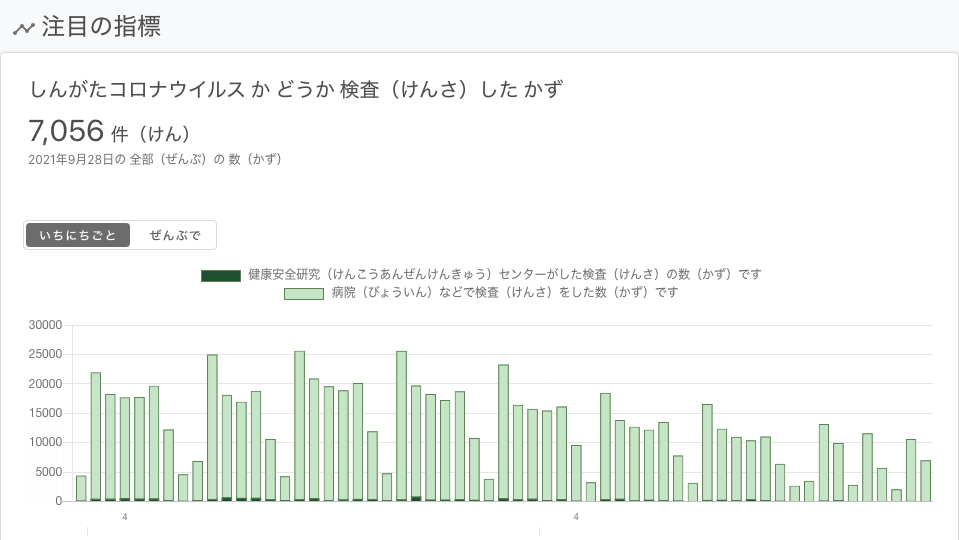 注目の指標
しんがたコロナウイルス か どうか 検査（けんさ）した かず
7,056 件（けん）
2021年9月28日の 全部（ぜんぶ）の 数（かず）
いちにちごと ぜんぶで
健康安全研究（けんこうあんぜんけんきゅう）センターがした検査（けんさ）の数（かず）です
病院（びょういん）などで検査（けんさ）をした数（かず）です
30000
25000
20000
15000
10000
5000
0
4 4